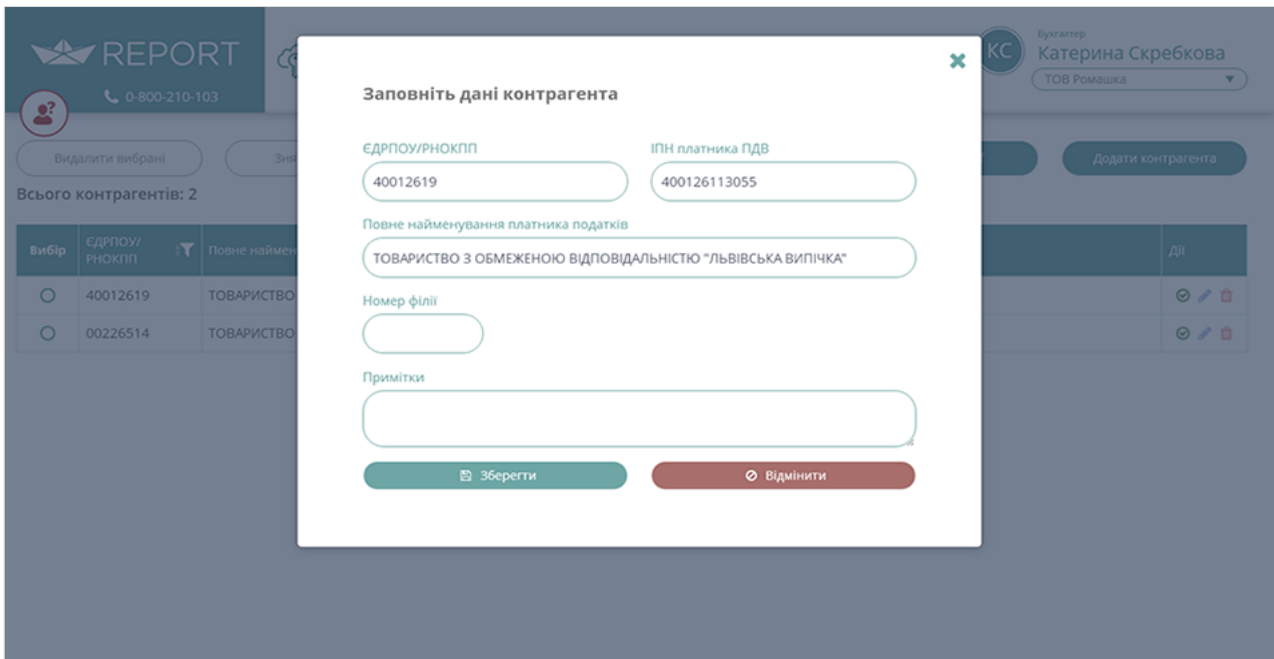 REPORT
0-800-210-103
КС
Бухгалтер
Катерина Скребкова
ТОВ Ромашка
Видалити вибрані
Додати контрагента
Всього контрагентів: 2
Вибір
ЄДРПОУ/
РНОКПП
Повне
Дії
40012619
ТОВАРИСТВО
00226514
ТОВАРИСТВО
Заповніть дані контрагента
ЄДРПОУ/РНОКПП
ІПН платника ПДВ
40012619
400126113055
Повне найменування платника податків
ТОВАРИСТВО З ОБМЕЖЕНОЮ ВІДПОВІДАЛЬНІСТЮ "ЛЬВІВСЬКА ВИПІЧКА"
Номер філії
Примітки
Зберегти
Відмінити